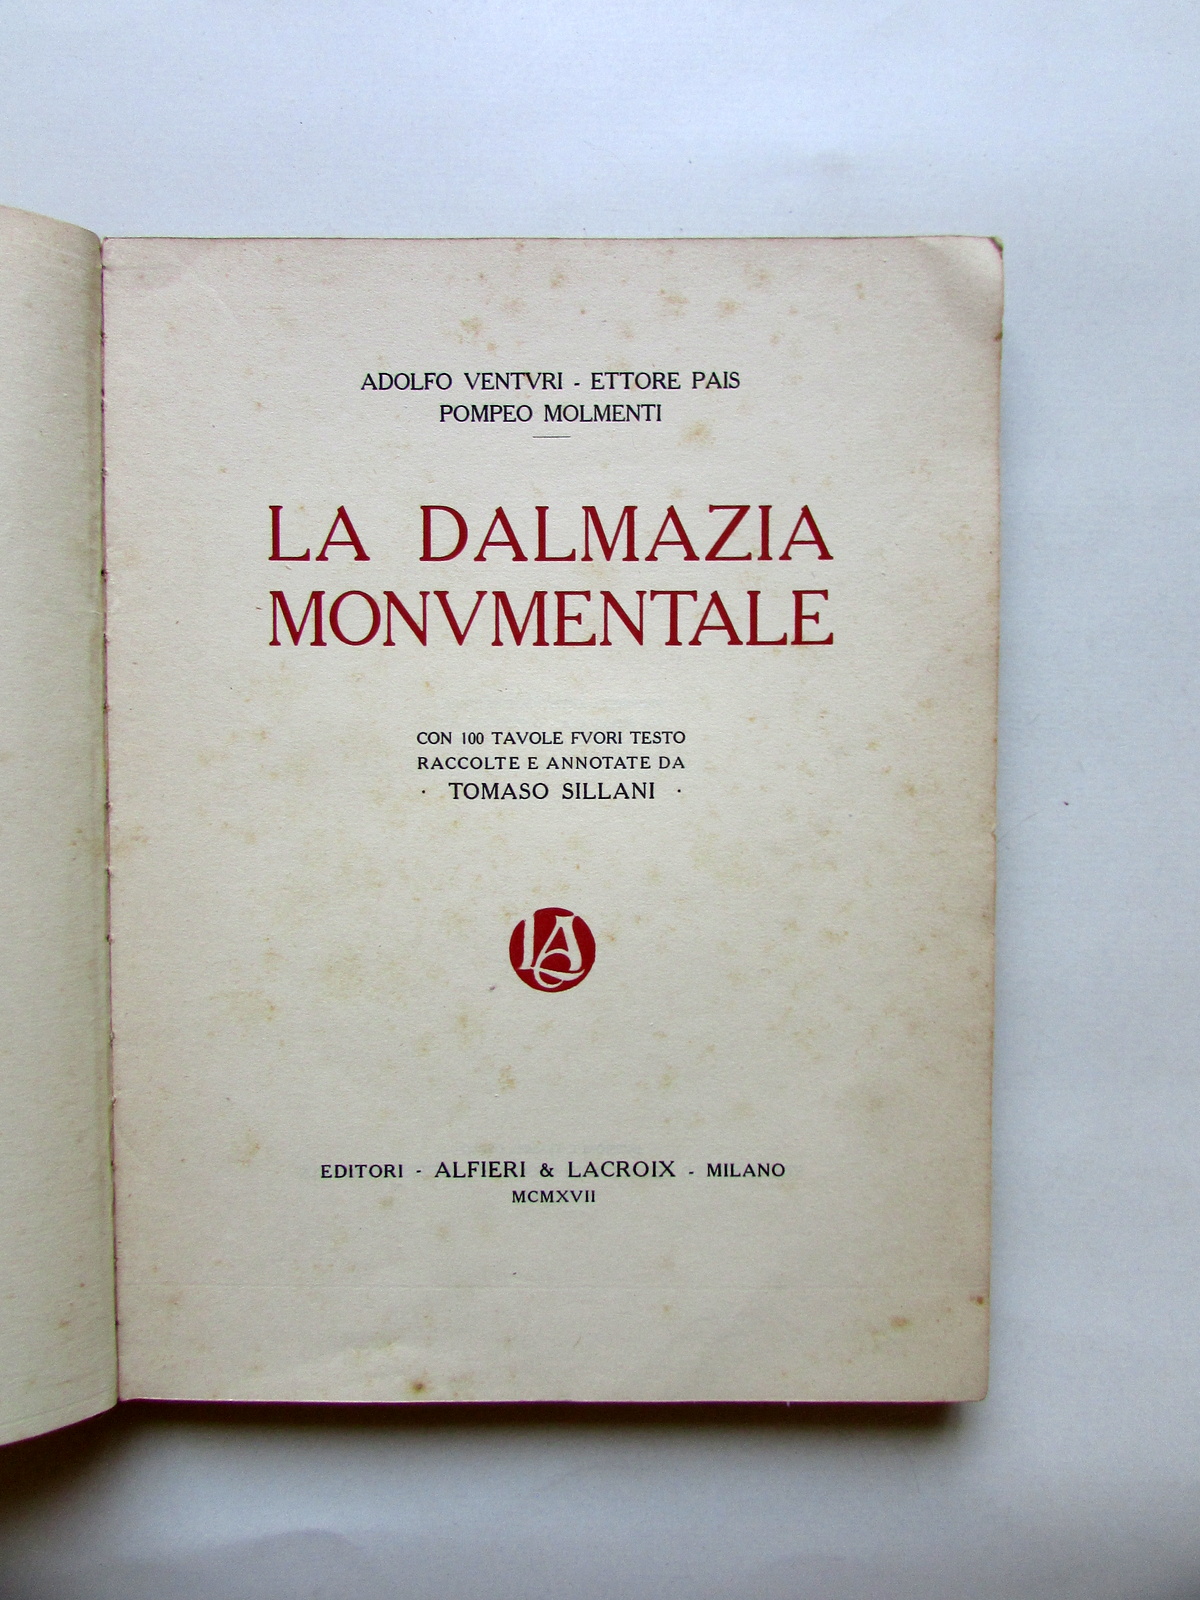 ADOLFO VENTVRI - ETTORE PAIS
POMPEO MOLMENTI
LA DALMAZIA
MONVMENTALE
CON 100 TAVOLE FVORI TESTO
RACCOLTE E ANNOTATE DA
· TOMASO SILLANI ·
LA
EDITORI - ALFIERI & LACROIX - MILANO
MCMXVII